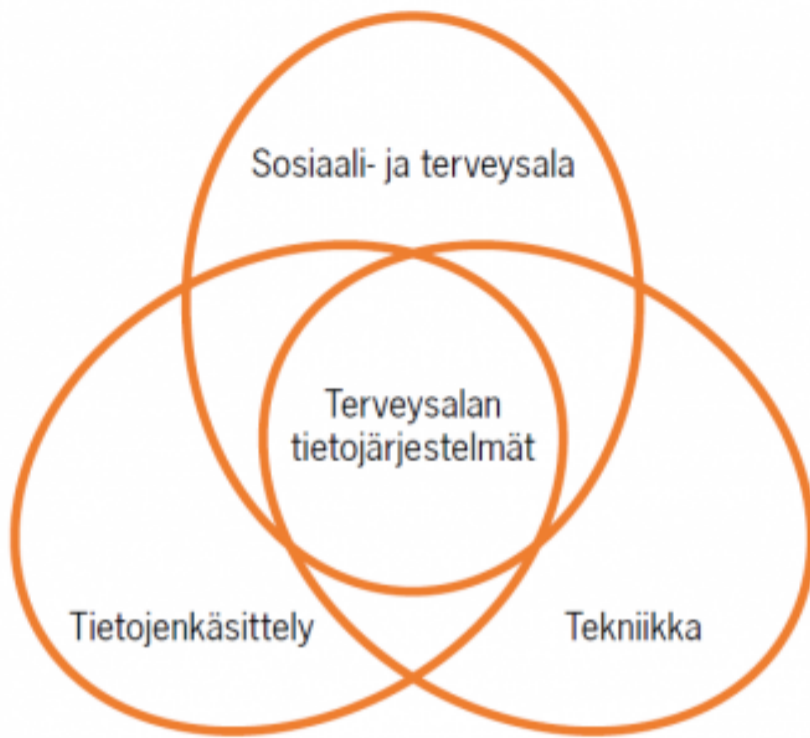 Sosiaali- ja terveysala
Terveysalan
tietojärjestelmät
Tietojenkäsittely
Tekniikka